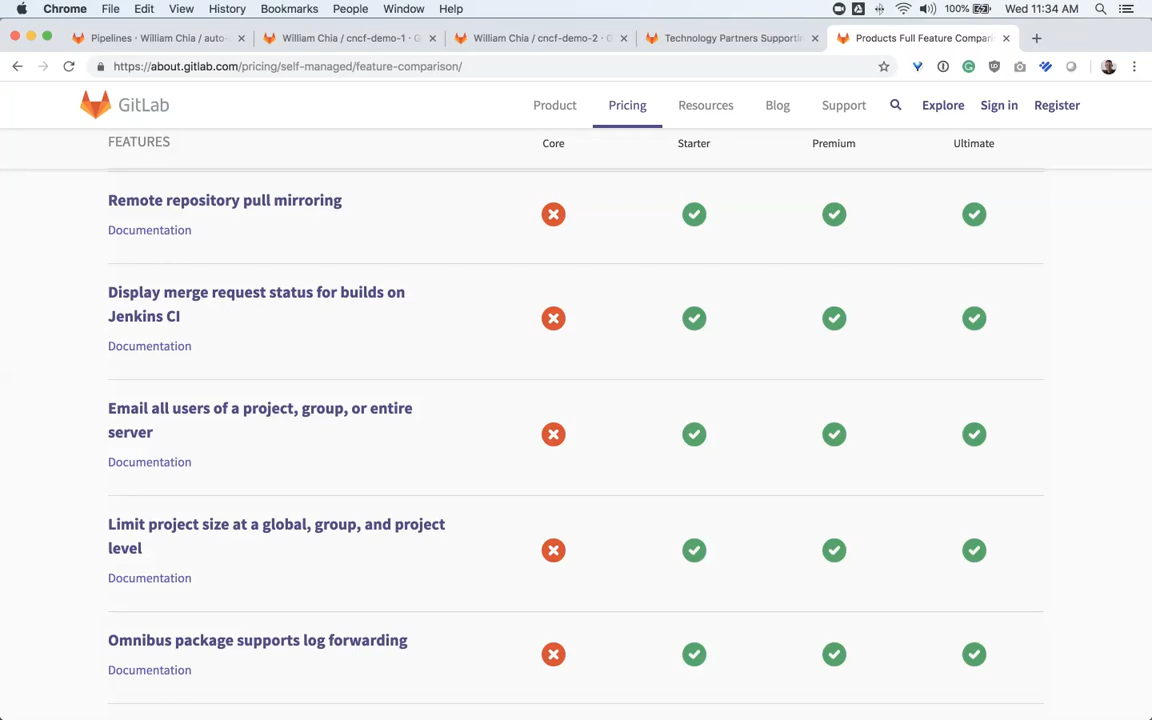 Chrome File Edit View History Bookmarks People Window Help 100% Wed 11:34 AM
Pipelines · William Chia / auto- William Chia / cncf-demo-1 · G William Chia / cncf-demo-2 · G Technology Partners Supporti Products Full Feature Compari
https://about.gitlab.com/pricing/self-managed/feature-comparison/
GitLab Product Pricing Resources Blog Support Explore Sign in Register
FEATURES Core Starter Premium Ultimate
Remote repository pull mirroring
Documentation
Display merge request status for builds on
Jenkins CI
Documentation
Email all users of a project, group, or entire
server
Documentation
Limit project size at a global, group, and project
level
Documentation
Omnibus package supports log forwarding
Documentation